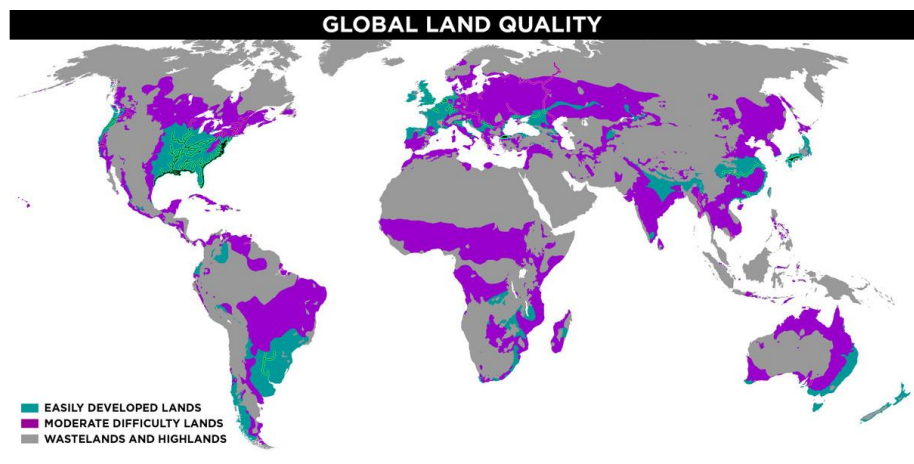 GLOBAL LAND QUALITY
EASILY DEVELOPED LANDS
MODERATE DIFFICULTY LANDS
WASTELANDS AND HIGHLANDS